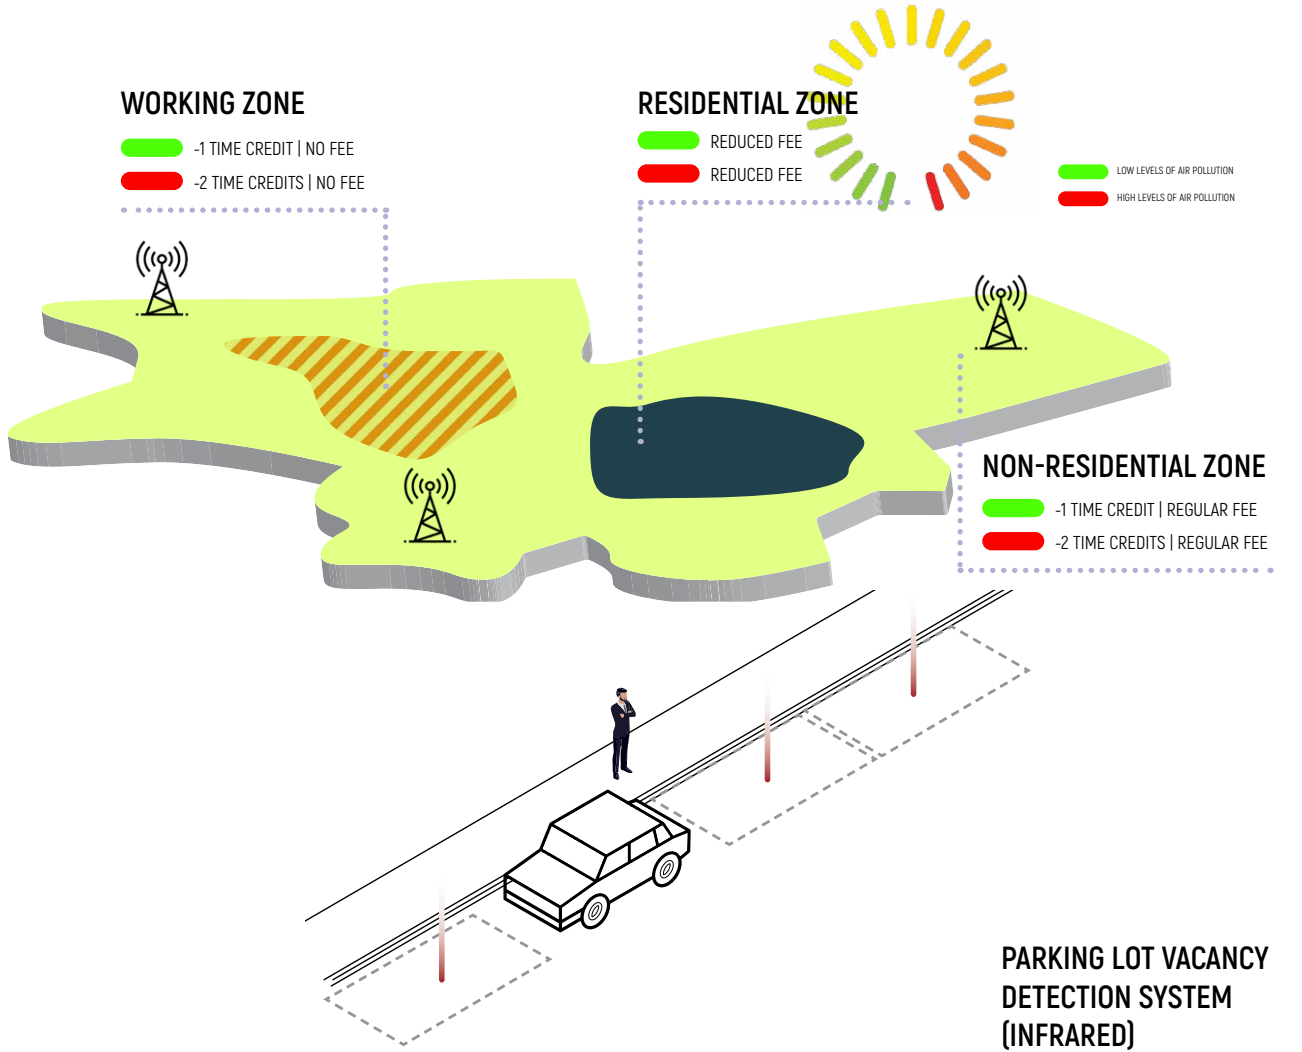 WORKING ZONE
-1 TIME CREDIT | NO FEE
-2 TIME CREDITS | NO FEE
RESIDENTIAL ZONE
REDUCED FEE
REDUCED FEE
LOW LEVELS OF AIR POLLUTION
HIGH LEVELS OF AIR POLLUTION
NON-RESIDENTIAL ZONE
-1 TIME CREDIT | REGULAR FEE
-2 TIME CREDITS | REGULAR FEE
PARKING LOT VACANCY
DETECTION SYSTEM
(INFRARED)